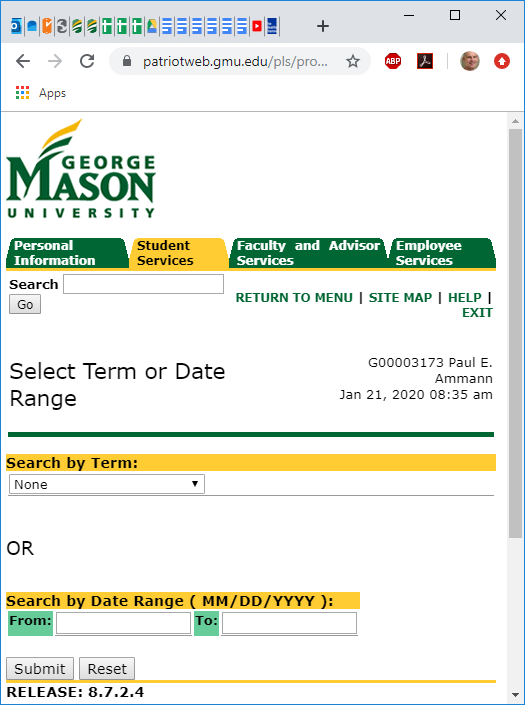 patriotweb.gmu.edu/pls/pro...
ABP
Apps
GEORGE
MASON
UNIVERSITY
Personal Information
Student Services
Faculty and Advisor Services
Employee Services
Search
Go
RETURN TO MENU | SITE MAP | HELP |
EXIT
Select Term or Date
Range
G00003173 Paul E.
Ammann
Jan 21, 2020 08:35 am
Search by Term:
None
OR
Search by Date Range ( MM/DD/YYYY ):
From:
To:
Submit
Reset
RELEASE: 8.7.2.4